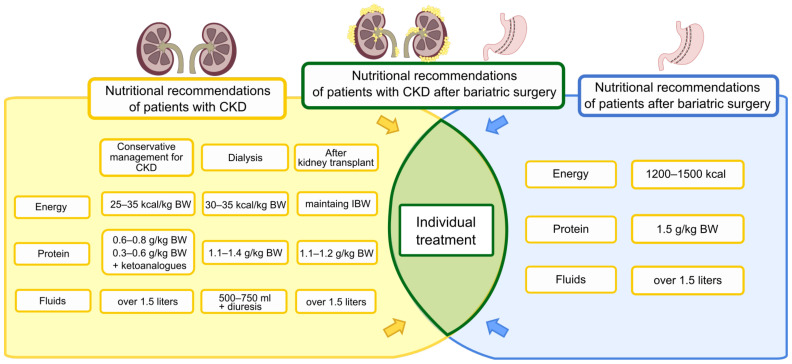 Nutritional recommendations
of patients with CKD
Nutritional recommendations
of patients with CKD after bariatric surgery
Nutritional recommendations
of patients after bariatric surgery
Conservative
management for
CKD
Dialysis
After
kidney transplant
Energy
25–35 kcal/kg BW
30–35 kcal/kg BW
maintaing IBW
Protein
0.6–0.8 g/kg BW
0.3–0.6 g/kg BW
+ ketoanalogues
1.1–1.4 g/kg BW
1.1–1.2 g/kg BW
Fluids
over 1.5 liters
500–750 ml
+ diuresis
over 1.5 liters
Individual
treatment
Energy
1200–1500 kcal
Protein
1.5 g/kg BW
Fluids
over 1.5 liters